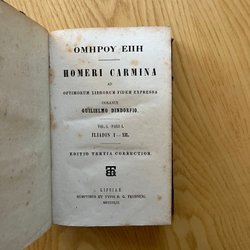 ΟΜΗΡΟΥ ΕΠΗ
HOMERI CARMINA
AD
OPTIMORUM LIBRORUM FIDEM EXPRESSA
CURANTE
GUILIELMO DINDORFIO.
VOL. I. PARS I.
ILIADIS I—XII.
EDITIO TERTIA CORRECTIOR.
LIPSIAE
SUMPTIBUS ET TYPIS B. G. TEUBNERI.